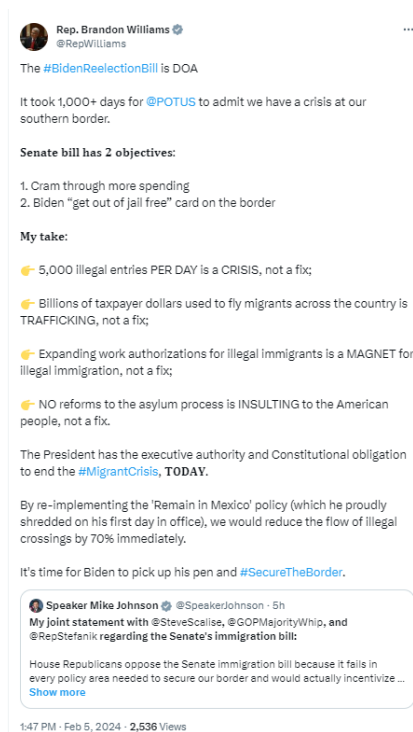 Rep. Brandon Williams
@RepWilliams
The #BidenReelectionBill is DOA
It took 1,000+ days for @POTUS to admit we have a crisis at our
southern border.
Senate bill has 2 objectives:
1. Cram through more spending
2. Biden “get out of jail free” card on the border
My take:
👉 5,000 illegal entries PER DAY is a CRISIS, not a fix;
👉 Billions of taxpayer dollars used to fly migrants across the country is
TRAFFICKING, not a fix;
👉 Expanding work authorizations for illegal immigrants is a MAGNET for
illegal immigration, not a fix;
👉 NO reforms to the asylum process is INSULTING to the American
people, not a fix.
The President has the executive authority and Constitutional obligation
to end the #MigrantCrisis, TODAY.
By re-implementing the 'Remain in Mexico' policy (which he proudly
shredded on his first day in office), we would reduce the flow of illegal
crossings by 70% immediately.
It's time for Biden to pick up his pen and #SecureTheBorder.
Speaker Mike Johnson @SpeakerJohnson · 5h
My joint statement with @SteveScalise, @GOPMajorityWhip, and
@RepStefanik regarding the Senate's immigration bill:
House Republicans oppose the Senate immigration bill because it fails in
every policy area needed to secure our border and would actually incentivize ...
Show more
1:47 PM · Feb 5, 2024 · 2,536 Views